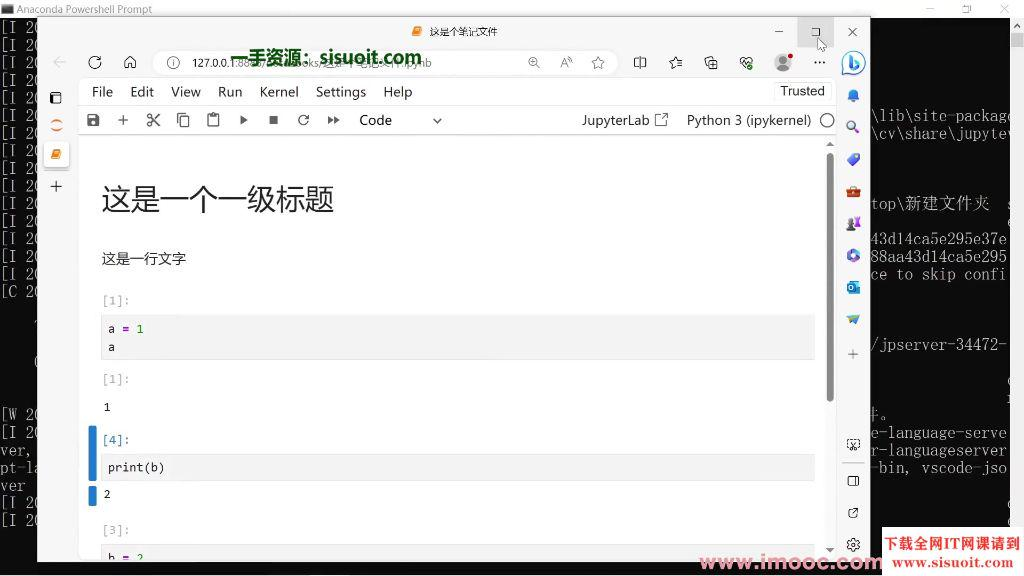 Anaconda Powershell Prompt
这是个笔记文件
一手资源：sisuoit.com
127.0.0.1:
File Edit View Run Kernel Settings Help
Trusted
Code
JupyterLab
Python 3 (ipykernel)
\lib\site-package
\cv\share\jupyte
这是一个一级标题
top\新建文件夹
43d14ca5e295e37e
这是一行文字
88aa43d14ca5e295
ce to skip confi
[1]:
a = 1
a
/jpserver-34472-
[1]:
1
件。
[4]:
e-language-serve
r-languageserver
print(b)
-bin, vscode-jso
2
[3]:
b = 2
下载全网IT网课请到
www.sisuoit.com
www.imooc.com